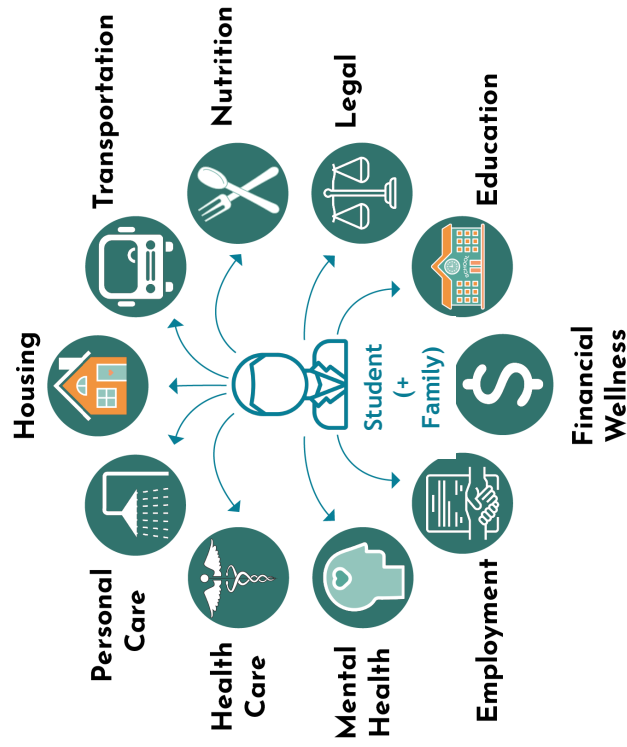 Housing
Transportation
Nutrition
Legal
Education
Financial
Wellness
Employment
Mental
Health
Health
Care
Personal
Care
Student
(+
Family)